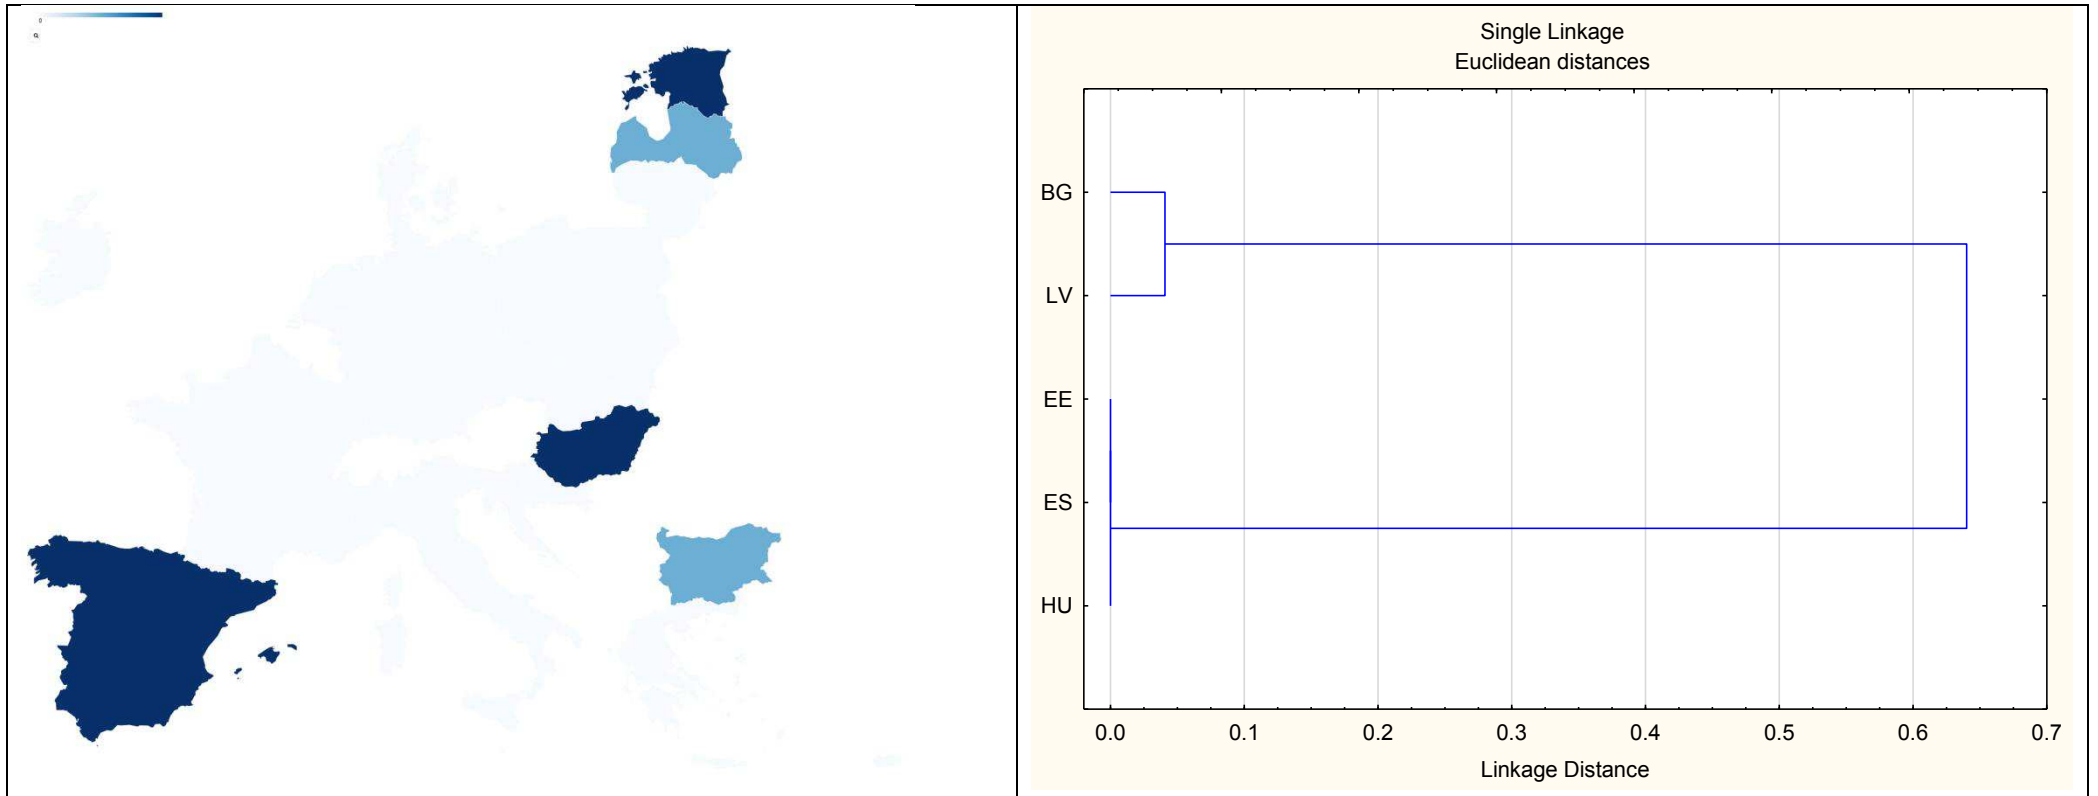 0
Single Linkage
Euclidean distances
BG
LV
EE
ES
HU
0.0 0.1 0.2 0.3 0.4 0.5 0.6 0.7
Linkage Distance